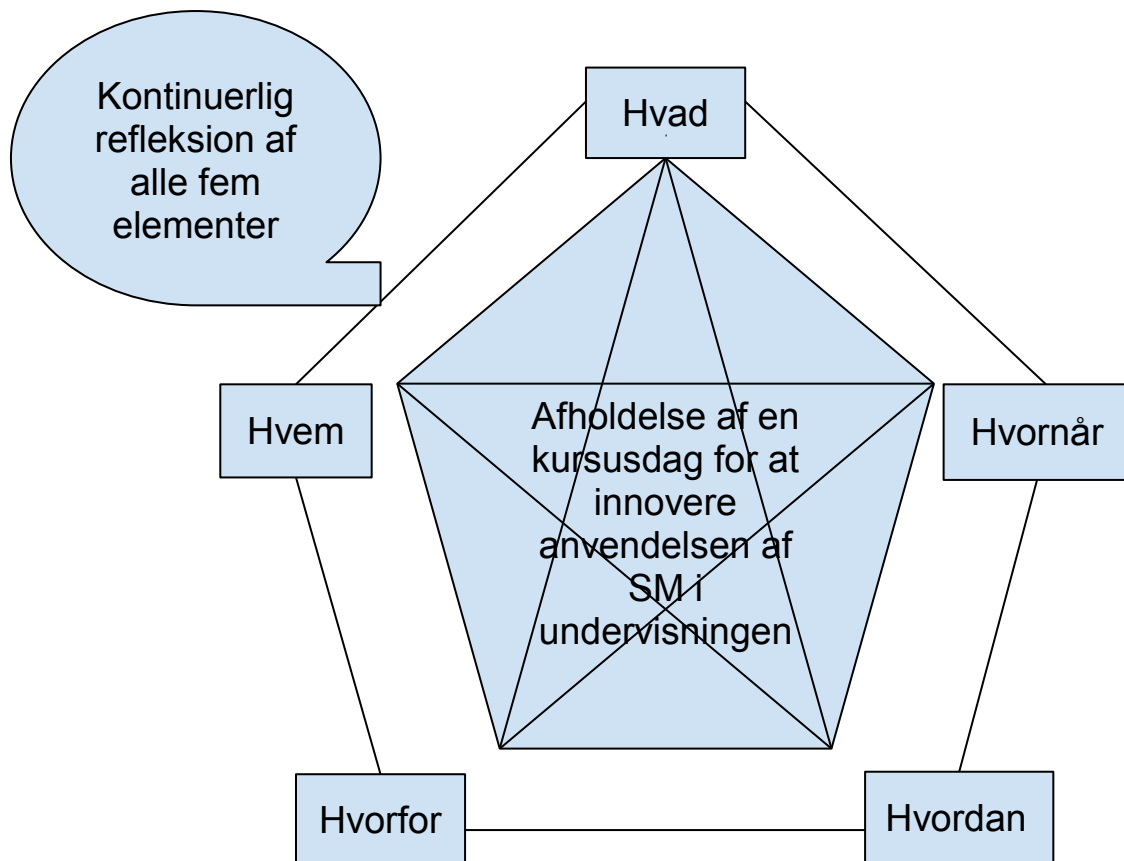 Kontinuerlig
refleksion af
alle fem
elementer
Hvad
Hvem
Hvornår
Afholdelse af en
kursusdag for at
innovere
anvendelsen af
SM i
undervisningen
Hvorfor
Hvordan